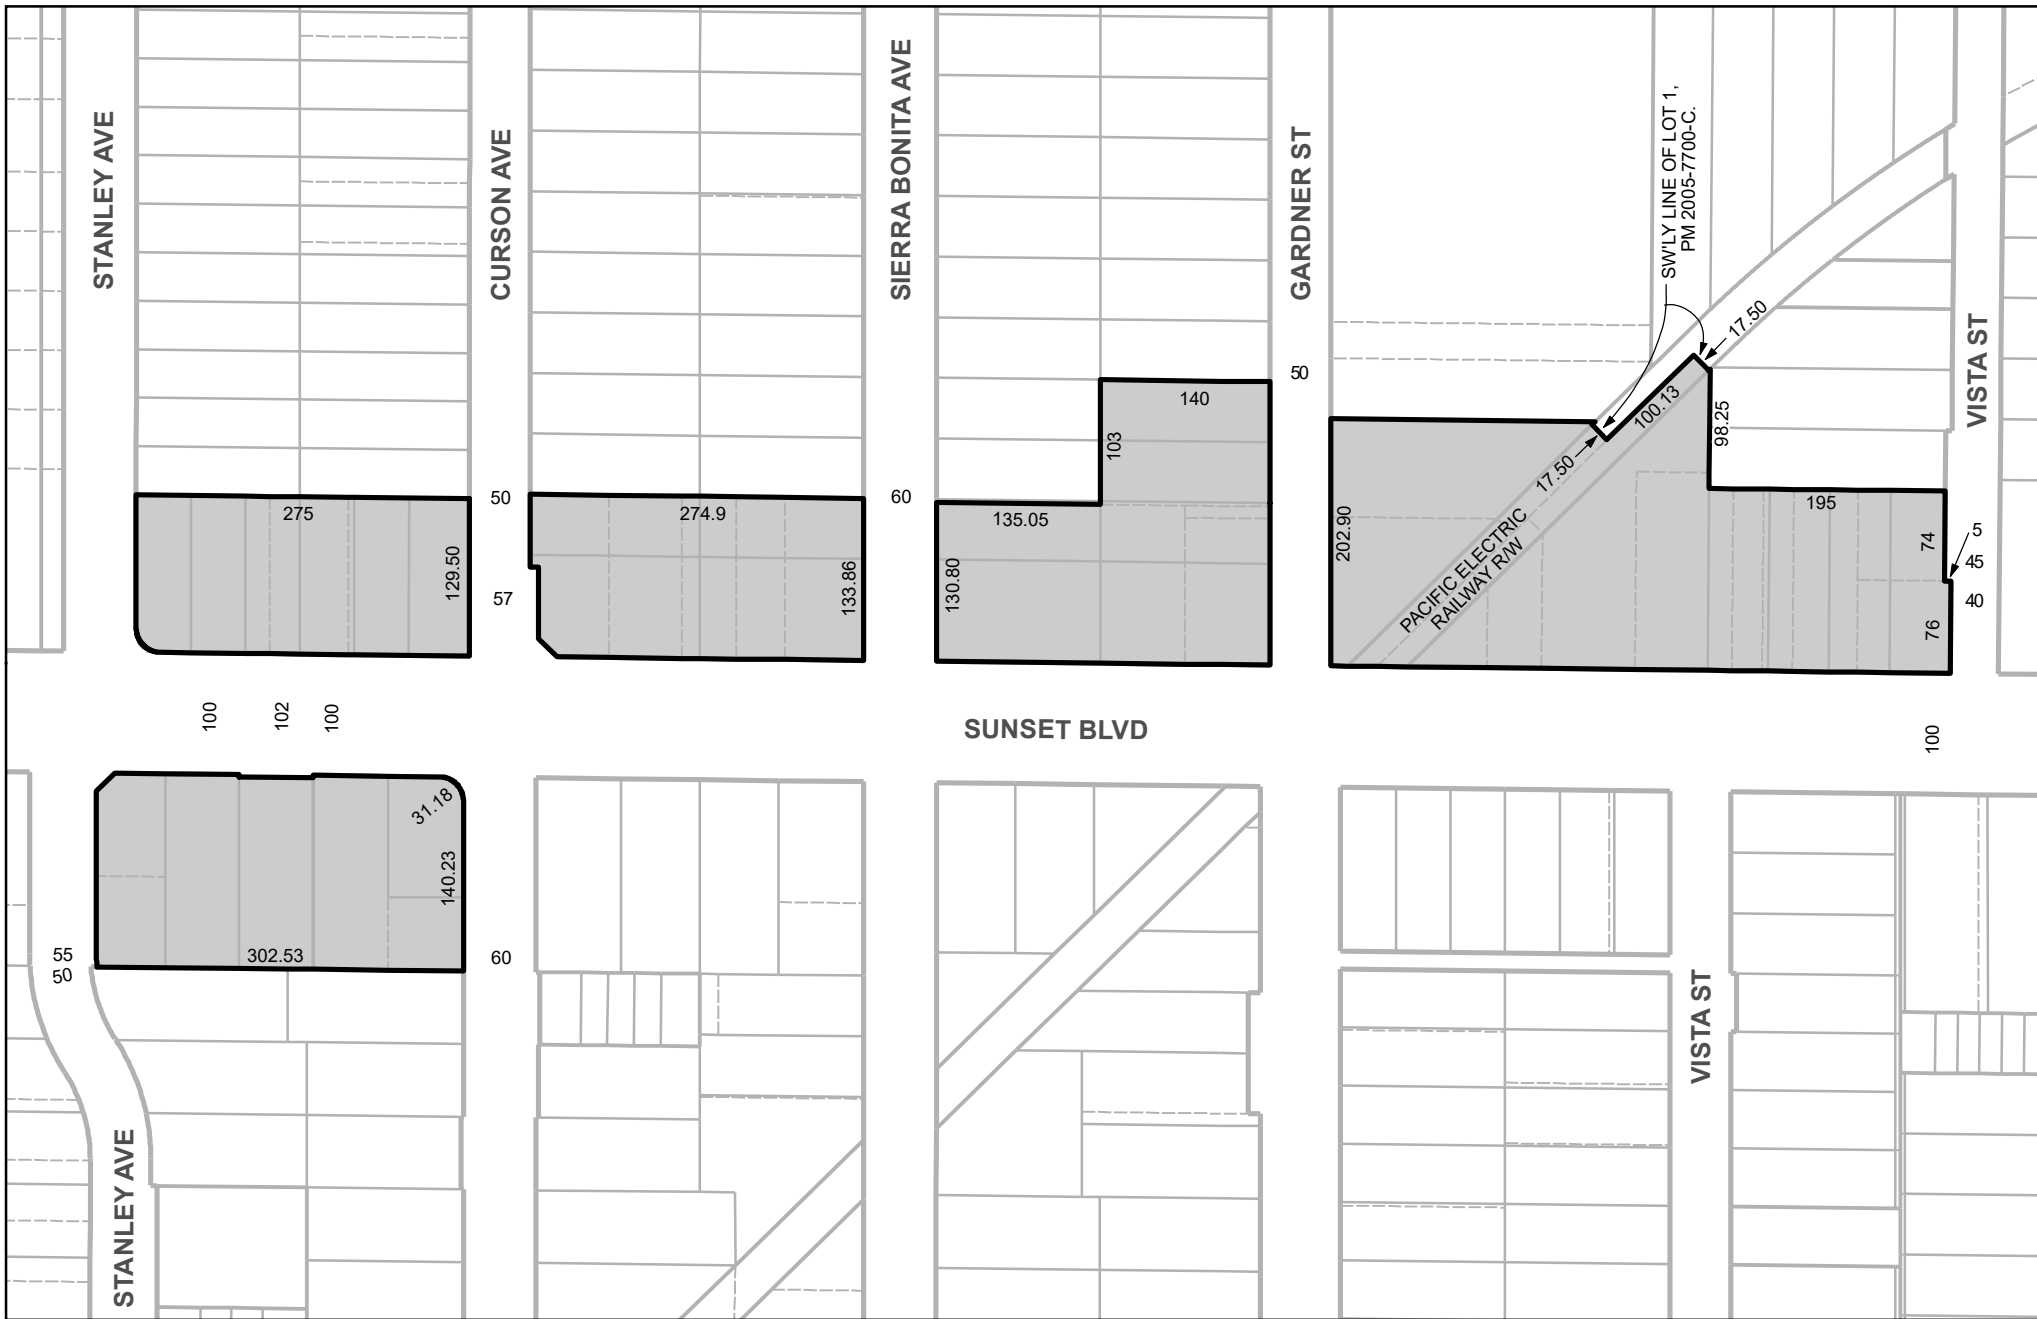 STANLEY AVE
CURSON AVE
SIERRA BONITA AVE
GARDNER ST
SW'LY LINE OF LOT 1,
PM 2005-7700-C.
VISTA ST
17.50
50
140
103
100.13
98.25
17.50
275
50
274.9
60
135.05
195
129.50
57
133.86
130.80
202.90
PACIFIC ELECTRIC
RAILWAY R/W
74
5
45
40
76
100
102
100
SUNSET BLVD
100
31.18
140.23
302.53
55
50
60
VISTA ST
STANLEY AVE